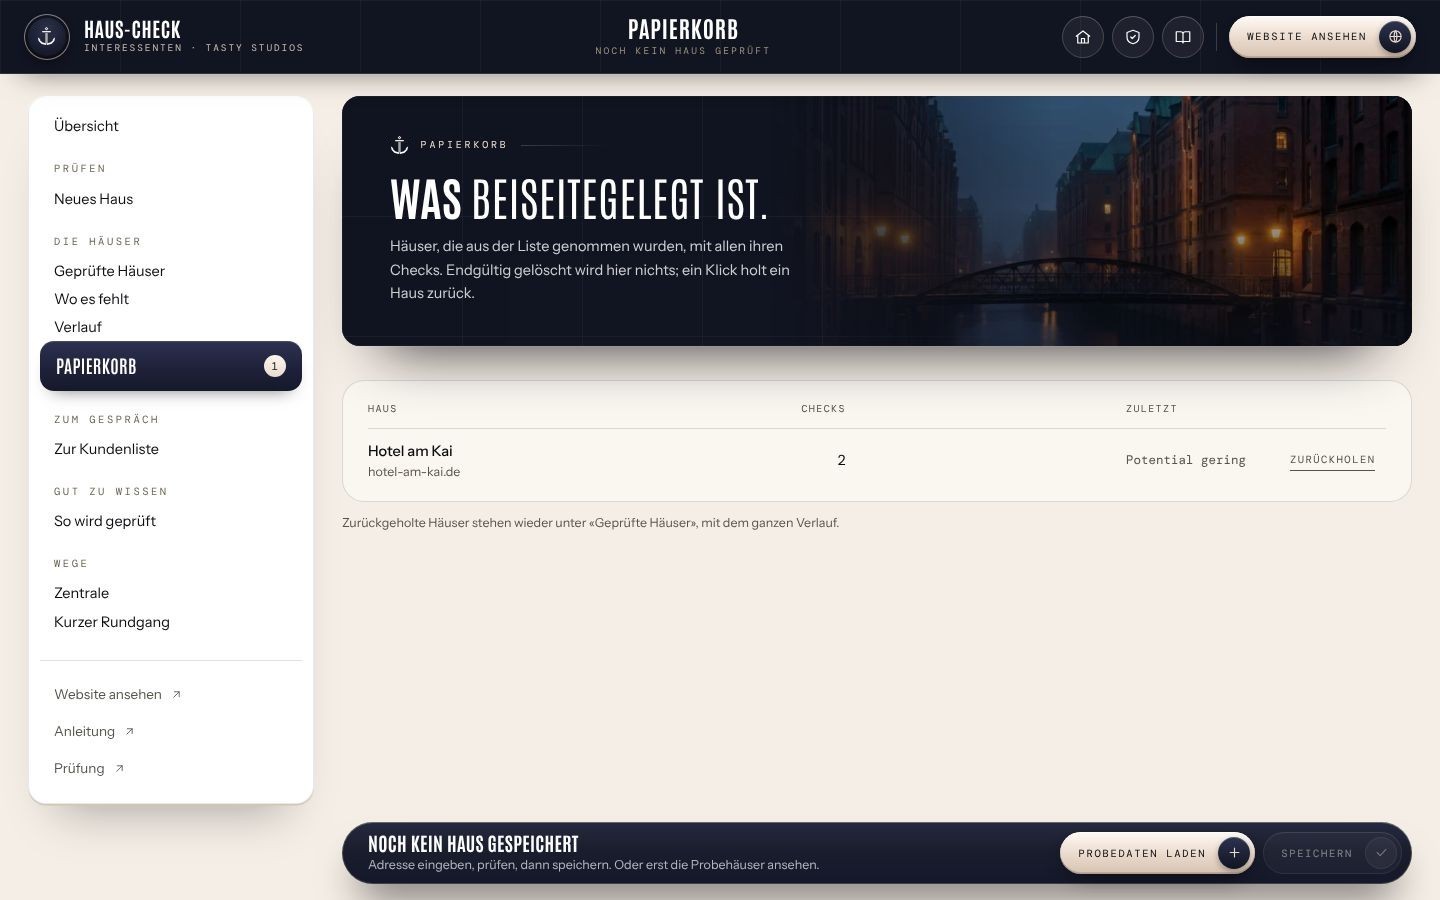 HAUS-CHECK
INTERESSENTEN · TASTY STUDIOS
PAPIERKORB
NOCH KEIN HAUS GEPRÜFT
WEBSITE ANSEHEN
Übersicht
PRÜFEN
Neues Haus
DIE HÄUSER
Geprüfte Häuser
Wo es fehlt
Verlauf
PAPIERKORB 1
ZUM GESPRÄCH
Zur Kundenliste
GUT ZU WISSEN
So wird geprüft
WEGE
Zentrale
Kurzer Rundgang
Website ansehen
Anleitung
Prüfung
PAPIERKORB
WAS BEISEITEGELEGT IST.
Häuser, die aus der Liste genommen wurden, mit allen ihren
Checks. Endgültig gelöscht wird hier nichts; ein Klick holt ein
Haus zurück.
HAUS CHECKS ZULETZT
Hotel am Kai
hotel-am-kai.de
2
Potential gering
ZURÜCKHOLEN
Zurückgeholte Häuser stehen wieder unter «Geprüfte Häuser», mit dem ganzen Verlauf.
NOCH KEIN HAUS GESPEICHERT
Adresse eingeben, prüfen, dann speichern. Oder erst die Probehäuser ansehen.
PROBEDATEN LADEN
SPEICHERN